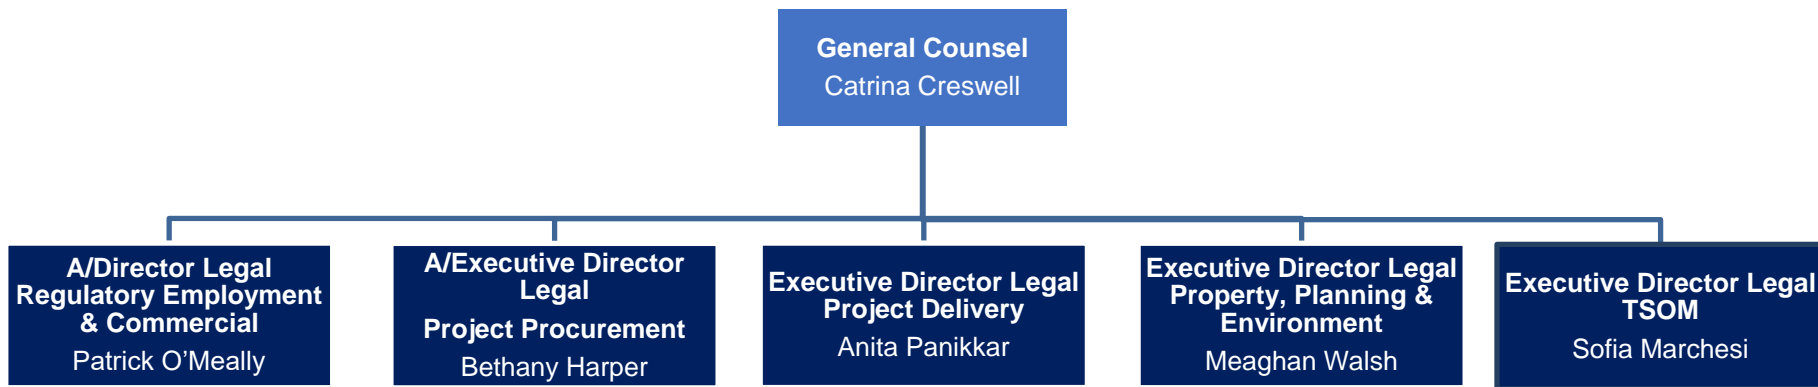 General Counsel
Catrina Creswell
A/Director Legal
Regulatory Employment
& Commercial
Patrick O’Meally
A/Executive Director
Legal
Project Procurement
Bethany Harper
Executive Director Legal
Project Delivery
Anita Panikkar
Executive Director Legal
Property, Planning &
Environment
Meaghan Walsh
Executive Director Legal
TSOM
Sofia Marchesi